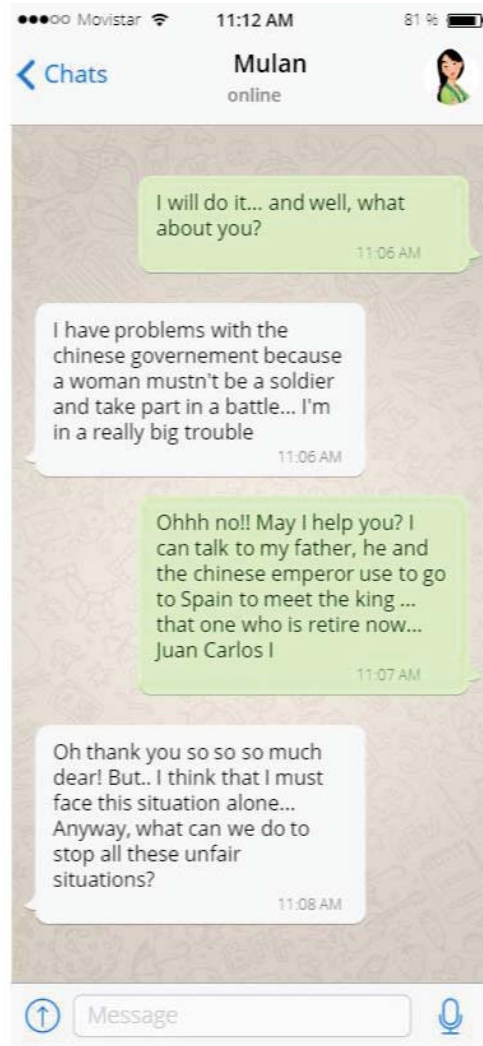 Movistar 11:12 AM 81 %
Chats Mulan
online
I will do it... and well, what
about you?
11:06 AM
I have problems with the
chinese governement because
a woman mustn't be a soldier
and take part in a battle... I'm
in a really big trouble
11:06 AM
Ohhh no!! May I help you? I
can talk to my father, he and
the chinese emperor use to go
to Spain to meet the king ...
that one who is retire now...
Juan Carlos I
11:07 AM
Oh thank you so so so much
dear! But.. I think that I must
face this situation alone...
Anyway, what can we do to
stop all these unfair
situations?
11:08 AM
Message